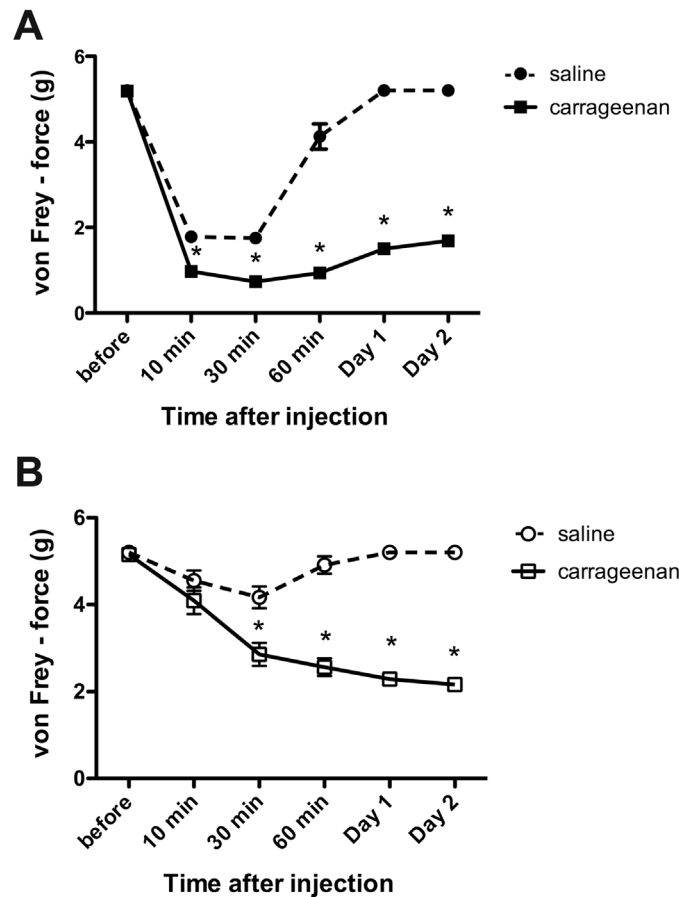 A
von Frey - force (g)
6
4
2
0
saline
carrageenan
*
*
*
*
*
before
10 min
30 min
60 min
Day 1
Day 2
Time after injection
B
von Frey - force (g)
6
4
2
0
saline
carrageenan
*
*
*
*
before
10 min
30 min
60 min
Day 1
Day 2
Time after injection